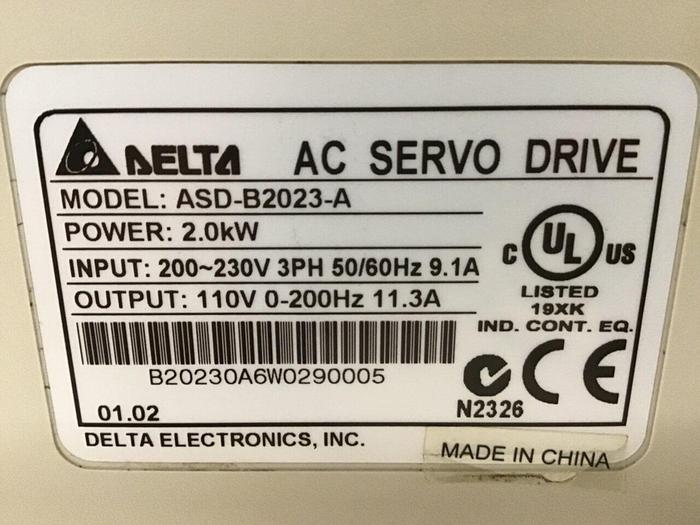 DELTA AC SERVO DRIVE
MODEL: ASD-B2023-A
POWER: 2.0kW
INPUT: 200~230V 3PH 50/60Hz 9.1A
OUTPUT: 110V 0-200Hz 11.3A
C UL US
LISTED
19XK
IND. CONT. EQ.
B20230A6W0290005
CE
N2326
01.02
DELTA ELECTRONICS, INC.
MADE IN CHINA